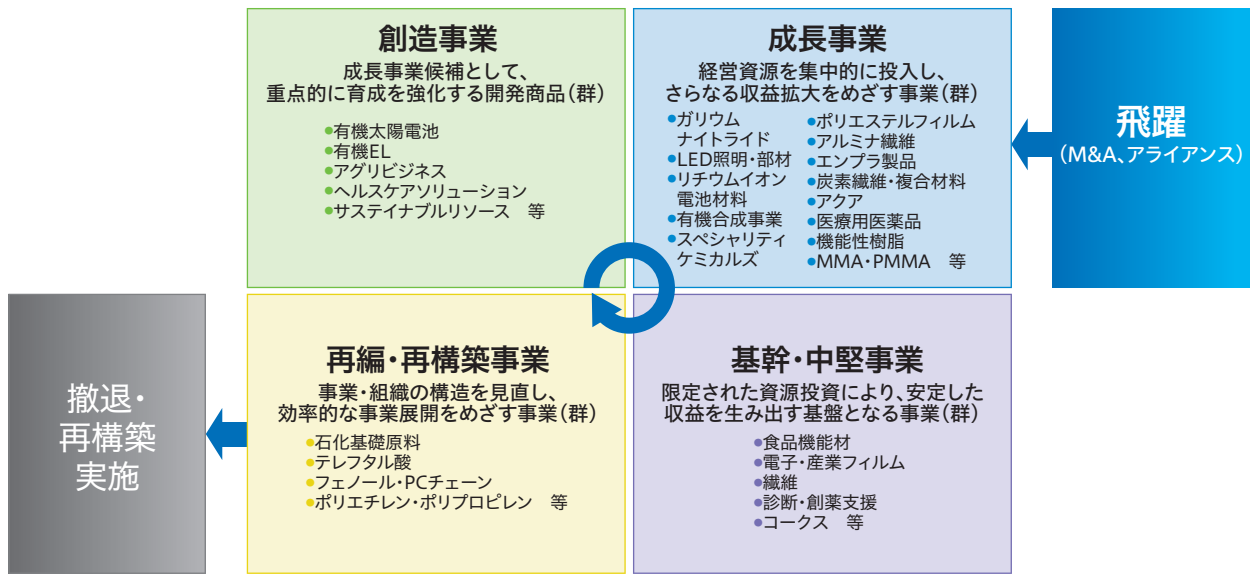 創造事業
成長事業候補として、
重点的に育成を強化する開発商品(群)
●有機太陽電池
●有機EL
●アグリビジネス
●ヘルスケアソリューション
●サステイナブルリソース 等
成長事業
経営資源を集中的に投入し、
さらなる収益拡大をめざす事業(群)
●ガリウム
ナイトライド
●LED照明・部材
●リチウムイオン
電池材料
●有機合成事業
●スペシャリティ
ケミカルズ
●ポリエステルフィルム
●アルミナ繊維
●エンプラ製品
●炭素繊維・複合材料
●アクア
●医療用医薬品
●機能性樹脂
●MMA・PMMA 等
飛躍
(M&A、アライアンス)
撤退・
再構築
実施
再編・再構築事業
事業・組織の構造を見直し、
効率的な事業展開をめざす事業(群)
●石化基礎原料
●テレフタル酸
●フェノール・PCチェーン
●ポリエチレン・ポリプロピレン 等
基幹・中堅事業
限定された資源投資により、安定した
収益を生み出す基盤となる事業(群)
●食品機能材
●電子・産業フィルム
●繊維
●診断・創薬支援
●コークス 等